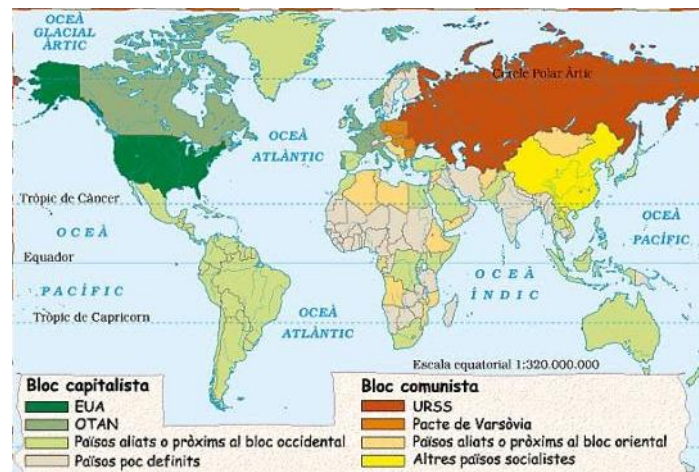 OCEÀ
GLACIAL
ÀRTIC
Cercle Polar Àrtic
OCEÀ
ATLÀNTIC
Tròpic de Càncer
OCEÀ
PACÍFIC
Equador
OCEÀ
PACÍFIC
OCEÀ
ÍNDIC
Tròpic de Capricorn
OCEÀ
ATLÀNTIC
Escala equatorial 1:320.000.000
Bloc capitalista
EUA
OTAN
Països aliats o pròxims al bloc occidental
Països poc definits
Bloc comunista
URSS
Pacte de Varsòvia
Països aliats o pròxims al bloc oriental
Altres països socialistes